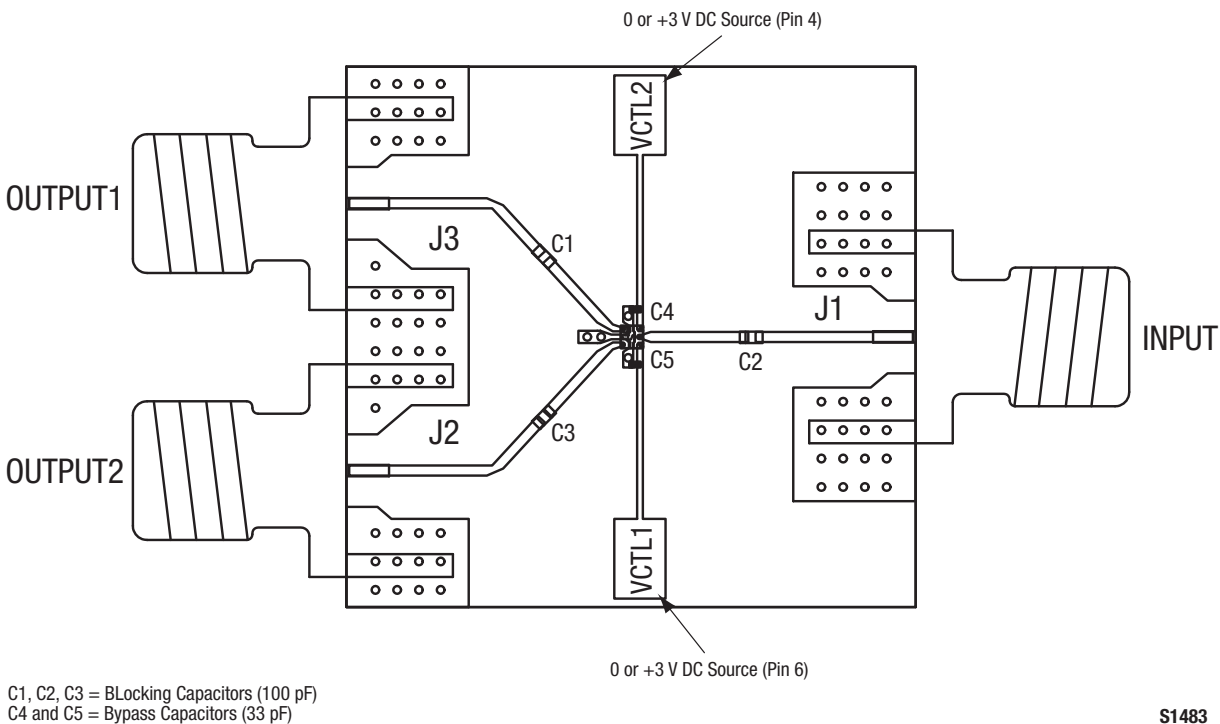 0 or +3 V DC Source (Pin 4)
VCTL2
OUTPUT1
J3
C1
C4
J1
INPUT
C5
C2
J2
C3
OUTPUT2
VCTL1
0 or +3 V DC Source (Pin 6)
C1, C2, C3 = BLocking Capacitors (100 pF)
C4 and C5 = Bypass Capacitors (33 pF)
S1483